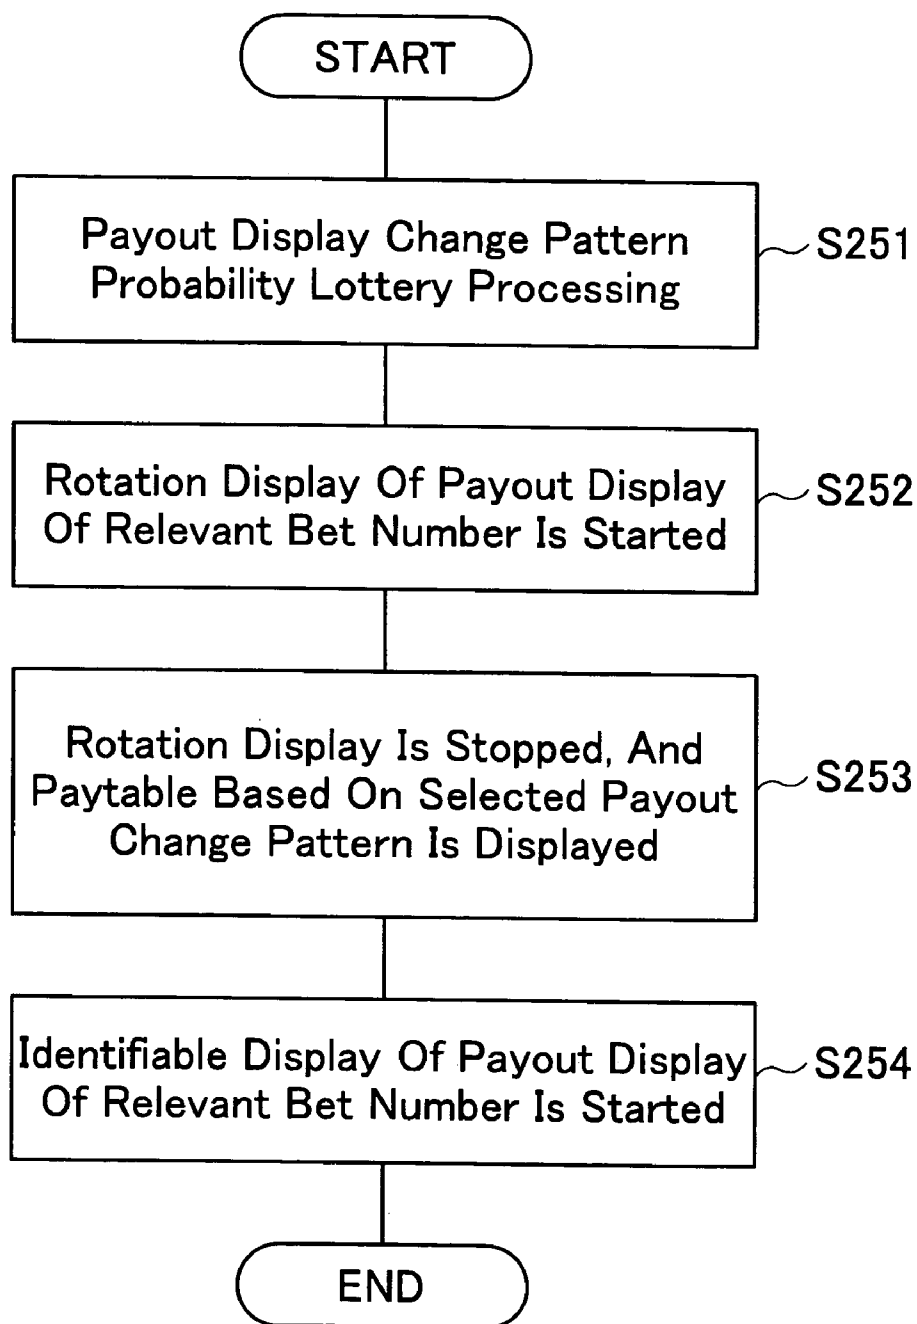 START
Payout Display Change Pattern
Probability Lottery Processing
S251
Rotation Display Of Payout Display
Of Relevant Bet Number Is Started
S252
Rotation Display Is Stopped, And
Paytable Based On Selected Payout
Change Pattern Is Displayed
S253
Identifiable Display Of Payout Display
Of Relevant Bet Number Is Started
S254
END